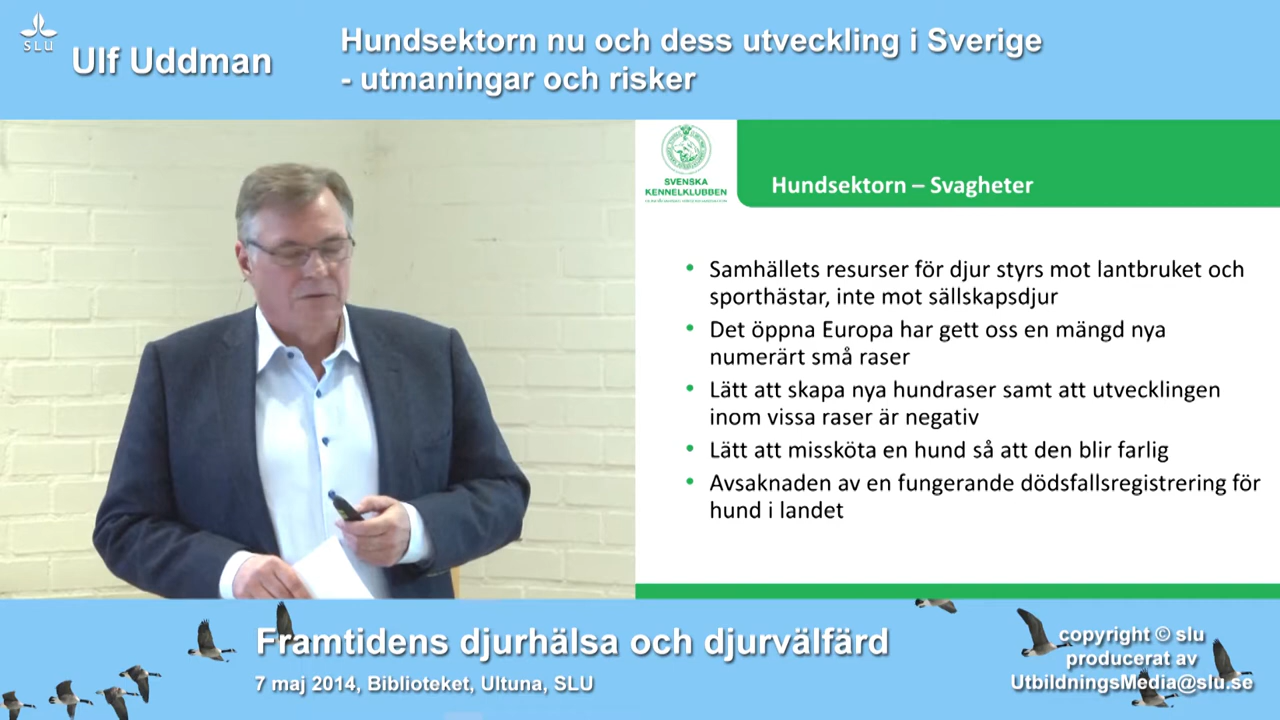 SLU
Ulf Uddman
Hundsektorn nu och dess utveckling i Sverige
- utmaningar och risker
SVENSKA
KENNELKLUBBEN
Hundsektorn – Svagheter
• Samhällets resurser för djur styrs mot lantbruket och
sporthästar, inte mot sällskapsdjur
• Det öppna Europa har gett oss en mängd nya
numerärt små raser
• Lätt att skapa nya hundraser samt att utvecklingen
inom vissa raser är negativ
• Lätt att missköta en hund så att den blir farlig
• Avsaknaden av en fungerande dödsfallsregistrering för
hund i landet
Framtidens djurhälsa och djurvälfärd
7 maj 2014, Biblioteket, Ultuna, SLU
copyright © slu
producerat av
UtbildningsMedia@slu.se